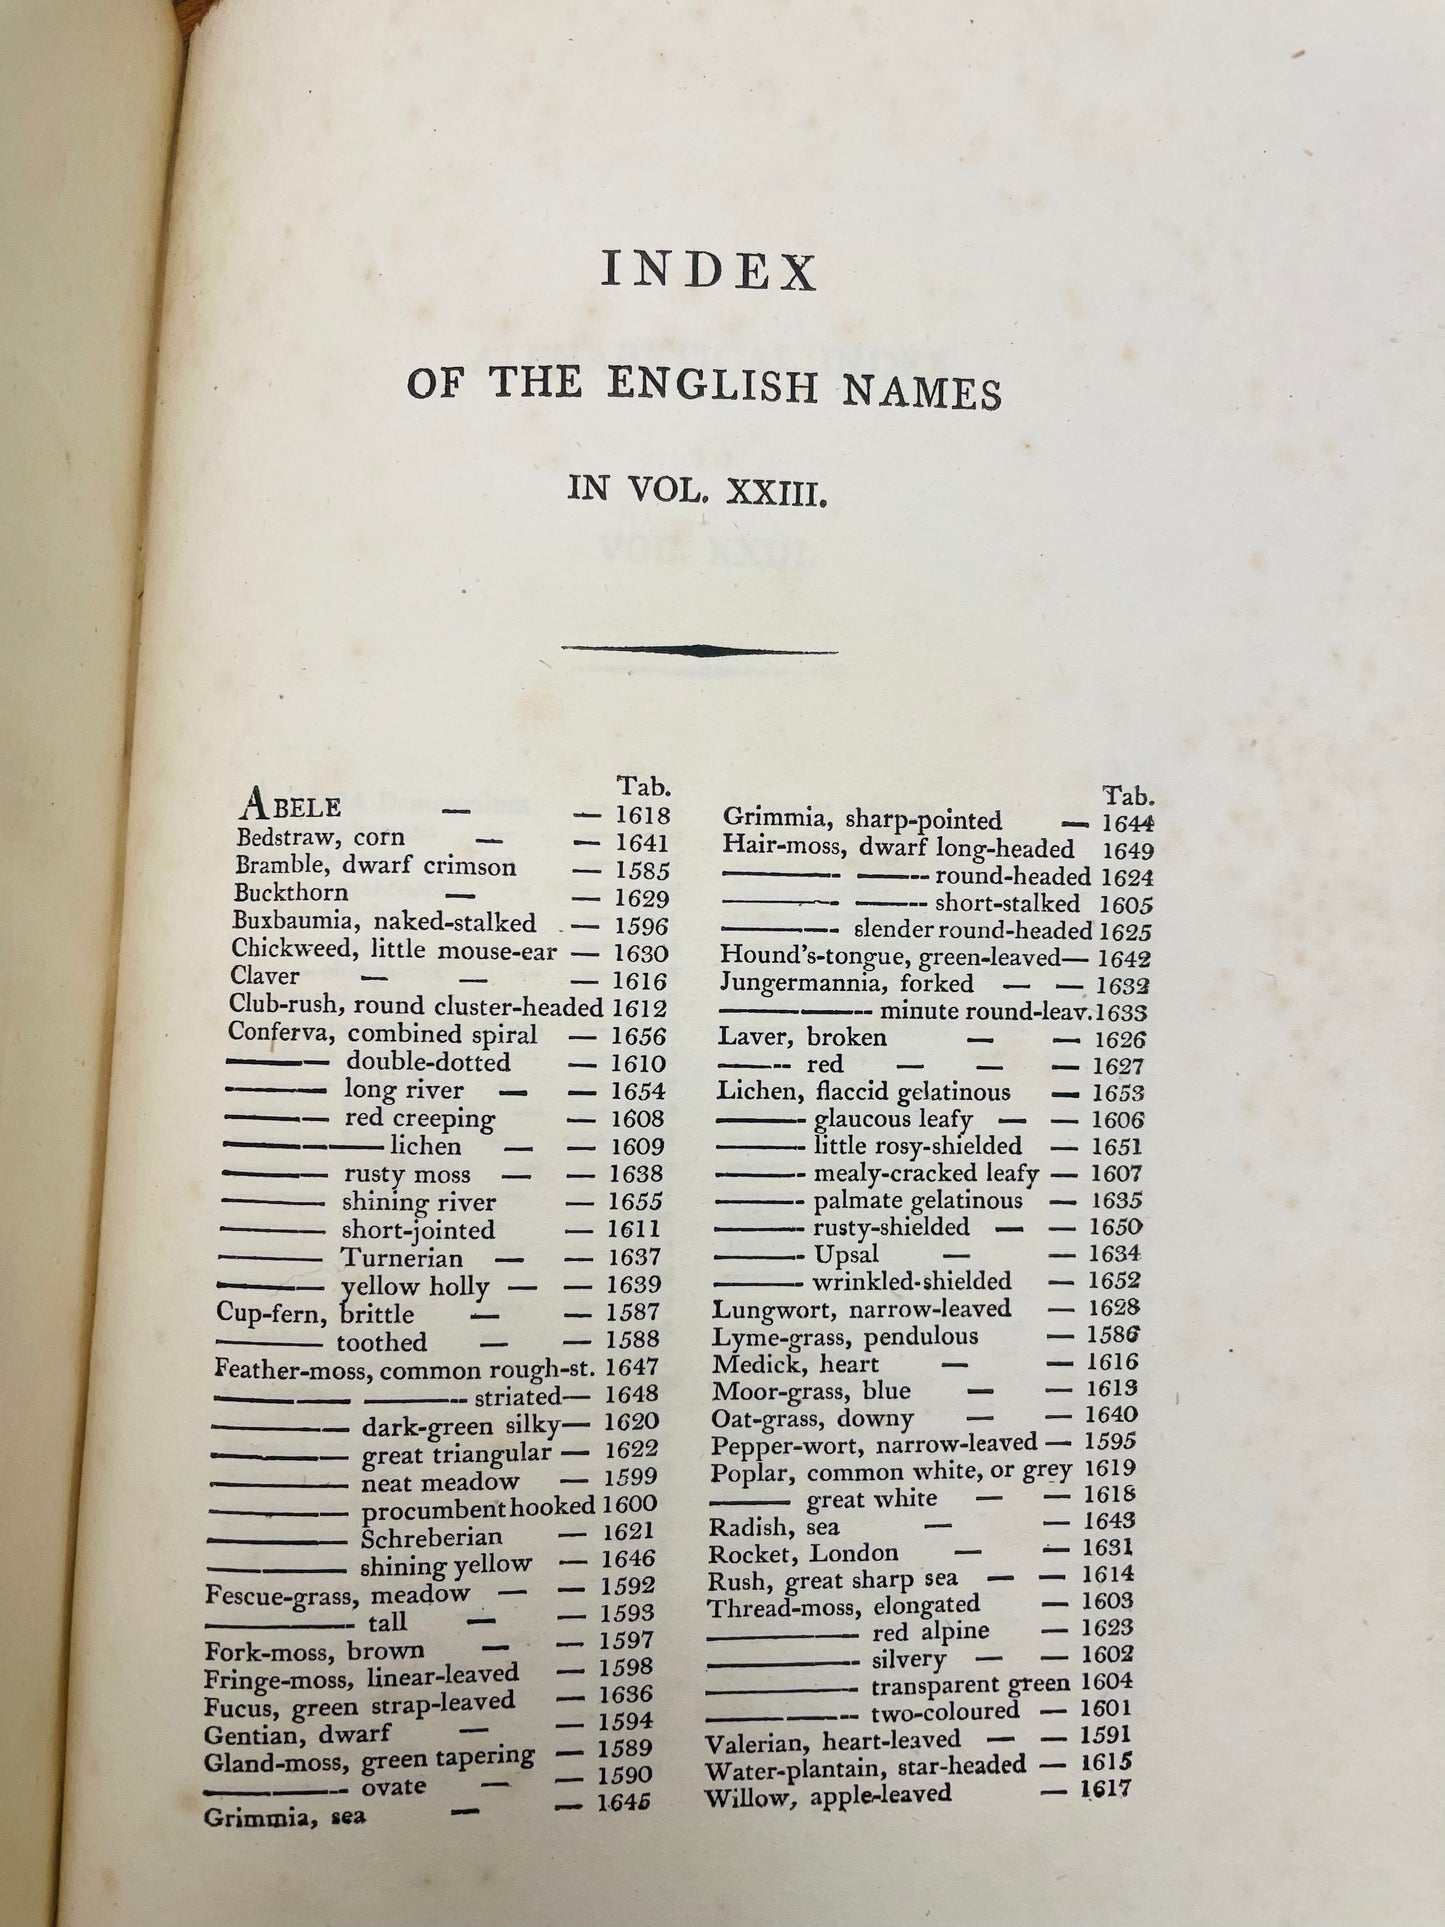 INDEX
OF THE ENGLISH NAMES
IN VOL. XXIII.
Tab.
ABELE — — 1618
Bedstraw, corn — — 1641
Bramble, dwarf crimson — 1585
Buckthorn — — 1629
Buxbaumia, naked-stalked — 1596
Chickweed, little mouse-ear — 1630
Claver — — — 1616
Club-rush, round cluster-headed 1612
Conferva, combined spiral — 1656
——— double-dotted — 1610
——— long river — — 1654
——— red creeping — 1608
————— lichen — — 1609
——— rusty moss — — 1638
——— shining river — 1655
——— short-jointed — 1611
——— Turnerian — — 1637
——— yellow holly — — 1639
Cup-fern, brittle — — 1587
——— toothed — — 1588
Feather-moss, common rough-st. 1647
———— ——— striated— 1648
———— dark-green silky— 1620
———— great triangular — 1622
———— neat meadow — 1599
———— procumbent hooked 1600
———— Schreberian — 1621
———— shining yellow — 1646
Fescue-grass, meadow — — 1592
———— tall — — 1593
Fork-moss, brown — — 1597
Fringe-moss, linear-leaved — 1598
Fucus, green strap-leaved — 1636
Gentian, dwarf — — 1594
Gland-moss, green tapering — 1589
———— ovate — — 1590
Grimmia, sea — — 1645
Tab.
Grimmia, sharp-pointed — 1644
Hair-moss, dwarf long-headed 1649
——— —— round-headed 1624
——— —— short-stalked 1605
——— slender round-headed 1625
Hound's-tongue, green-leaved— 1642
Jungermannia, forked — — 1632
———— minute round-leav. 1633
Laver, broken — — 1626
—— red — — — 1627
Lichen, flaccid gelatinous — 1653
——— glaucous leafy — — 1606
——— little rosy-shielded — 1651
——— mealy-cracked leafy — 1607
——— palmate gelatinous — 1635
——— rusty-shielded — — 1650
——— Upsal — — 1634
——— wrinkled-shielded — 1652
Lungwort, narrow-leaved — 1628
Lyme-grass, pendulous — 1586
Medick, heart — — 1616
Moor-grass, blue — — 1613
Oat-grass, downy — — 1640
Pepper-wort, narrow-leaved — 1595
Poplar, common white, or grey 1619
——— great white — — 1618
Radish, sea — — 1643
Rocket, London — — 1631
Rush, great sharp sea — — 1614
Thread-moss, elongated — 1603
———— red alpine — 1623
———— silvery — — 1602
———— transparent green 1604
———— two-coloured — 1601
Valerian, heart-leaved — — 1591
Water-plantain, star-headed — 1615
Willow, apple-leaved — 1617